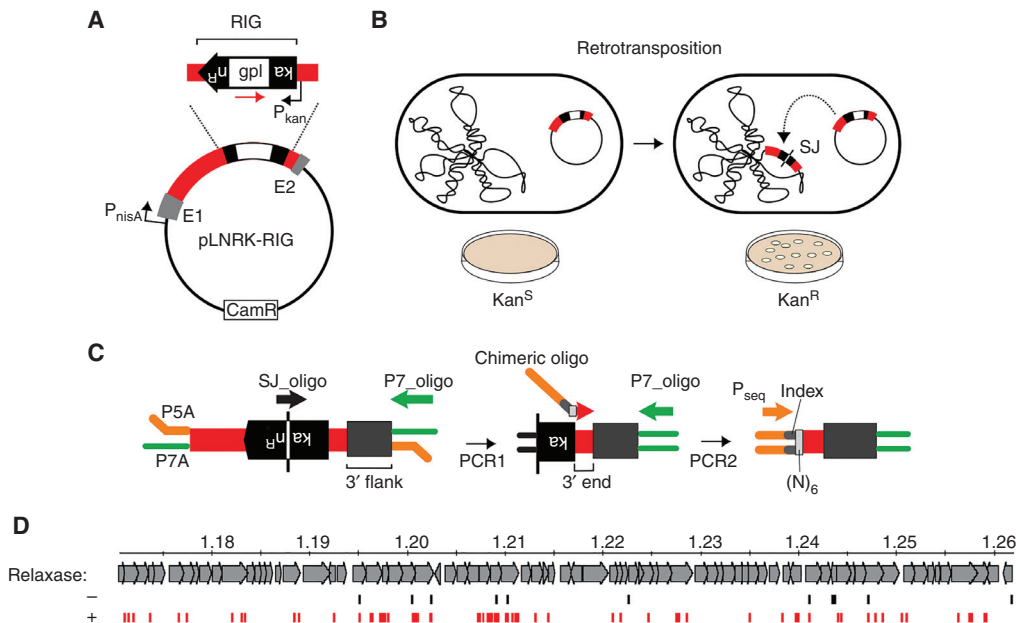 A
RIG
ka
gpI
nR
Pkan
E2
PnisA
E1
pLNRK-RIG
CamR
B
Retrotransposition
SJ
KanS
KanR
C
Chimeric oligo
SJ_oligo
P7_oligo
P7_oligo
Pseq
Index
P5A
nR
ka
ka
P7A
PCR1
PCR2
3′ flank
3′ end
(N)6
D
1.18 1.19 1.20 1.21 1.22 1.23 1.24 1.25 1.26
Relaxase:
–
+